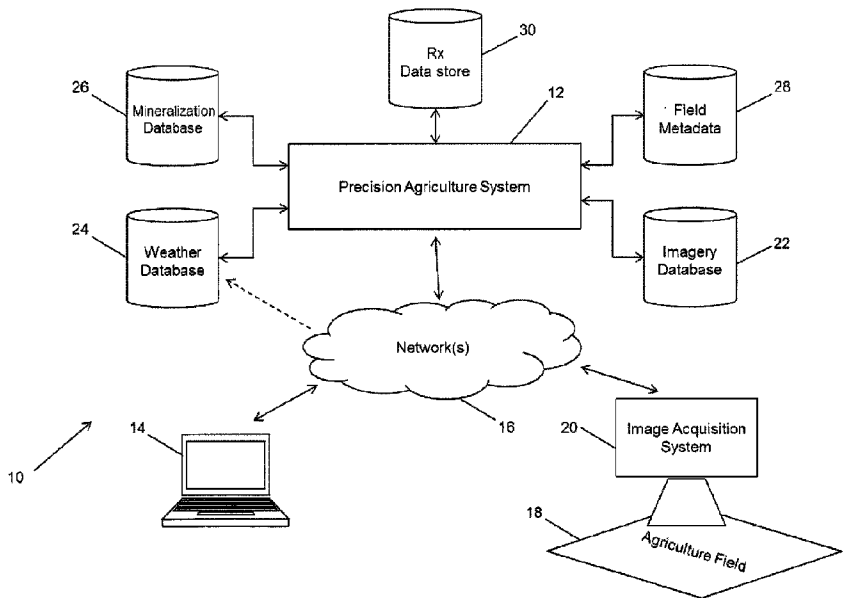 30
Rx
Data store
26
Mineralization
Database
12
28
Field
Metadata
Precision Agriculture System
24
Weather
Database
22
Imagery
Database
Network(s)
16
14
20
Image Acquisition
System
10
18
Agriculture Field